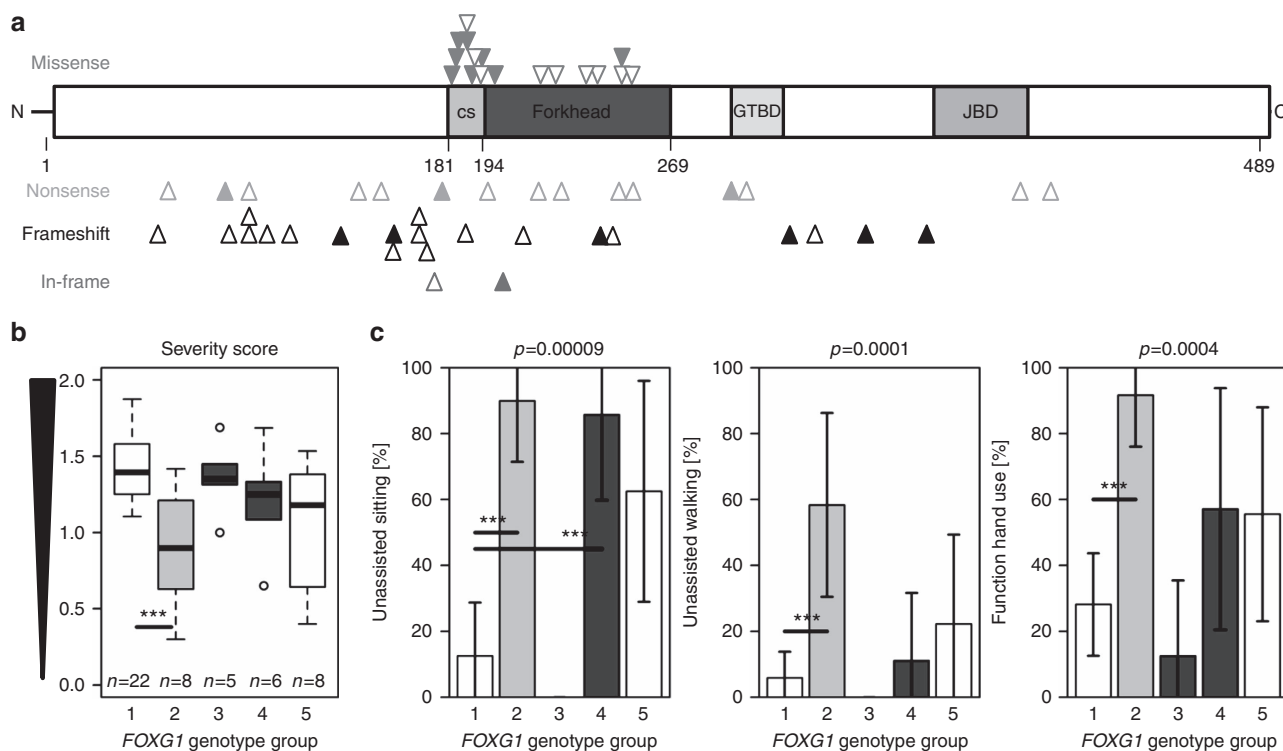 a
Missense
N
cs
Forkhead
GTBD
JBD
C
1
181
194
269
489
Nonsense
Frameshift
In-frame
b
Severity score
2.0
1.5
1.0
0.5
0.0
***
n=22
n=8
n=5
n=6
n=8
1 2 3 4 5
FOXG1 genotype group
c
p=0.00009
Unassisted sitting [%]
100
80
60
40
20
0
***
***
1 2 3 4 5
FOXG1 genotype group
p=0.0001
Unassisted walking [%]
100
80
60
40
20
0
***
1 2 3 4 5
FOXG1 genotype group
p=0.0004
Function hand use [%]
100
80
60
40
20
0
***
1 2 3 4 5
FOXG1 genotype group